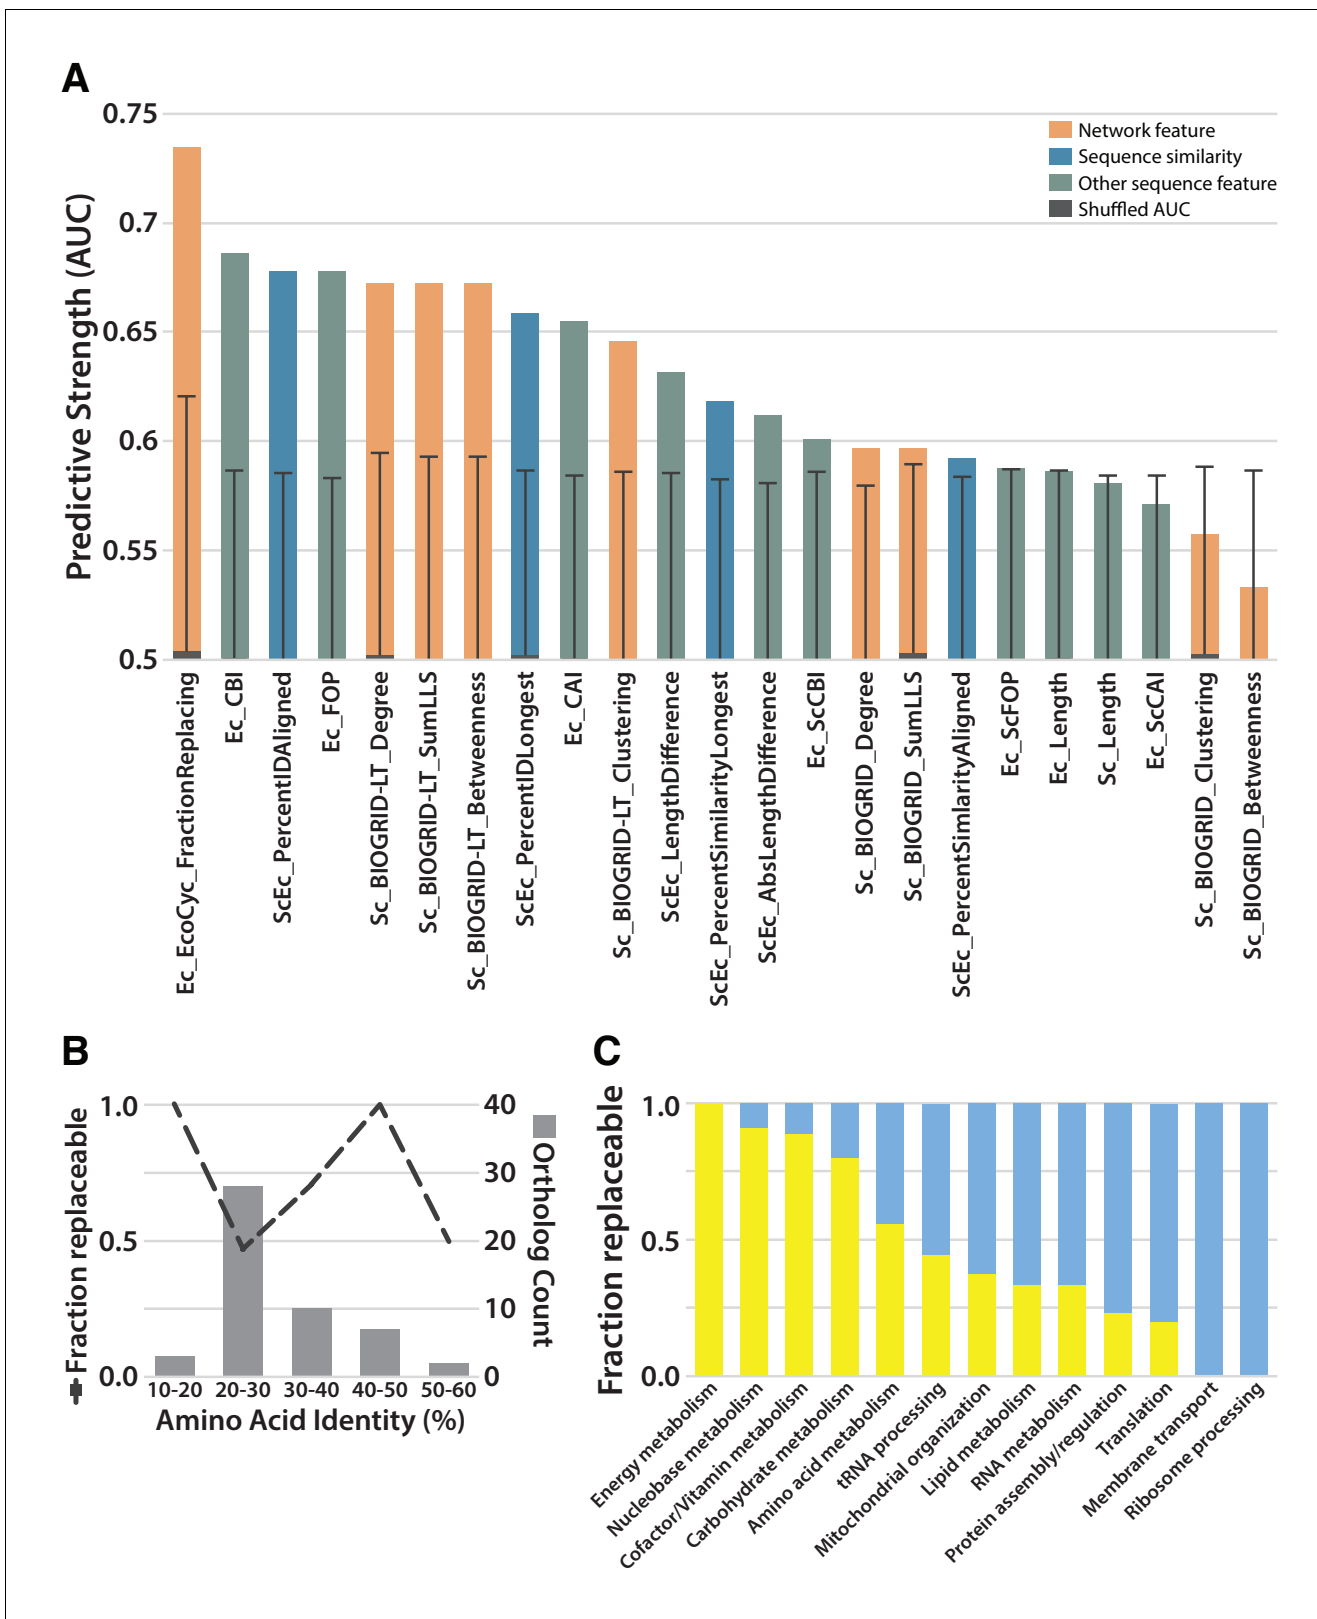 A
Predictive Strength (AUC)
0.75
0.7
0.65
0.6
0.55
0.5
Network feature
Sequence similarity
Other sequence feature
Shuffled AUC
Ec_EcoCyc_FractionReplacing
Ec_CBI
ScEc_PercentIDAligned
Ec_FOP
Sc_BIOGRID-LT_Degree
Sc_BIOGRID-LT_SumLLS
Sc_BIOGRID-LT_Betweenness
ScEc_PercentIDLongest
Ec_CAI
Sc_BIOGRID-LT_Clustering
ScEc_LengthDifference
ScEc_PercentSimilarityLongest
ScEc_AbsLengthDifference
Ec_ScCBI
Sc_BIOGRID_Degree
Sc_BIOGRID_SumLLS
ScEc_PercentSimlarityAligned
Ec_ScFOP
Ec_Length
Sc_Length
Ec_ScCAI
Sc_BIOGRID_Clustering
Sc_BIOGRID_Betweenness
B
Fraction replaceable
1.0
0.5
0.0
40
30
20
10
0
Ortholog Count
10-20
20-30
30-40
40-50
50-60
Amino Acid Identity (%)
C
Fraction replaceable
1.0
0.5
0.0
Energy metabolism
Nucleobase metabolism
Cofactor/Vitamin metabolism
Carbohydrate metabolism
Amino acid metabolism
tRNA processing
Mitochondrial organization
Lipid metabolism
RNA metabolism
Protein assembly/regulation
Translation
Membrane transport
Ribosome processing